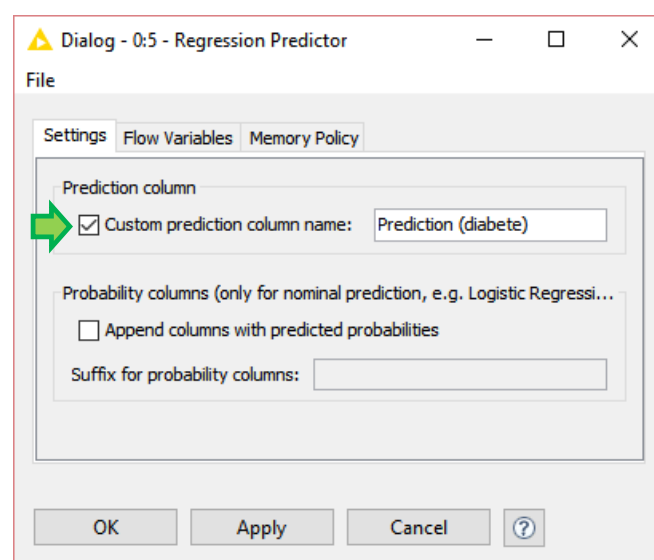 Dialog - 0:5 - Regression Predictor
File
Settings Flow Variables Memory Policy
Prediction column
Custom prediction column name: Prediction (diabete)
Probability columns (only for nominal prediction, e.g. Logistic Regressi...
Append columns with predicted probabilities
Suffix for probability columns:
OK Apply Cancel ?